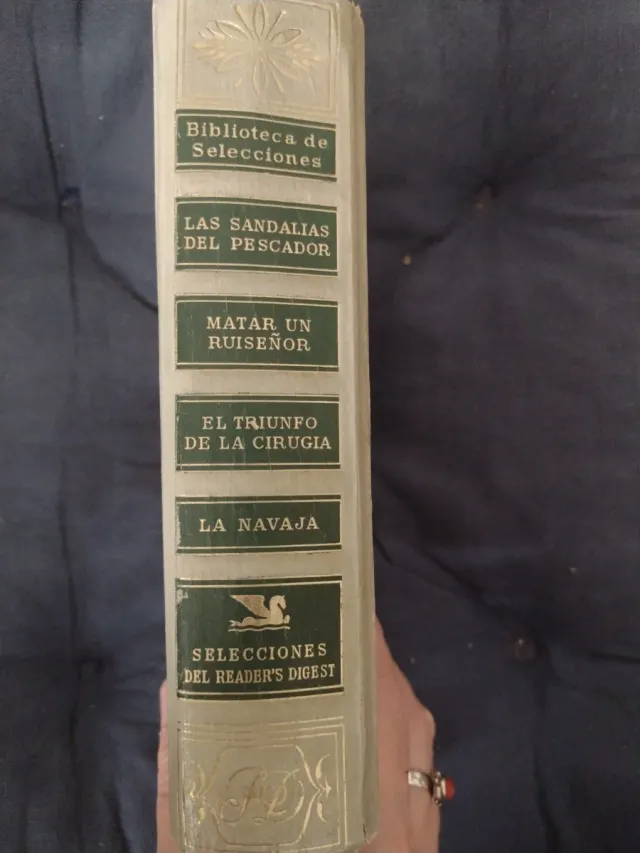 Biblioteca de
Selecciones
LAS SANDALIAS
DEL PESCADOR
MATAR UN
RUISEÑOR
EL TRIUNFO
DE LA CIRUGIA
LA NAVAJA
SELECCIONES
DEL READER'S DIGEST
RD